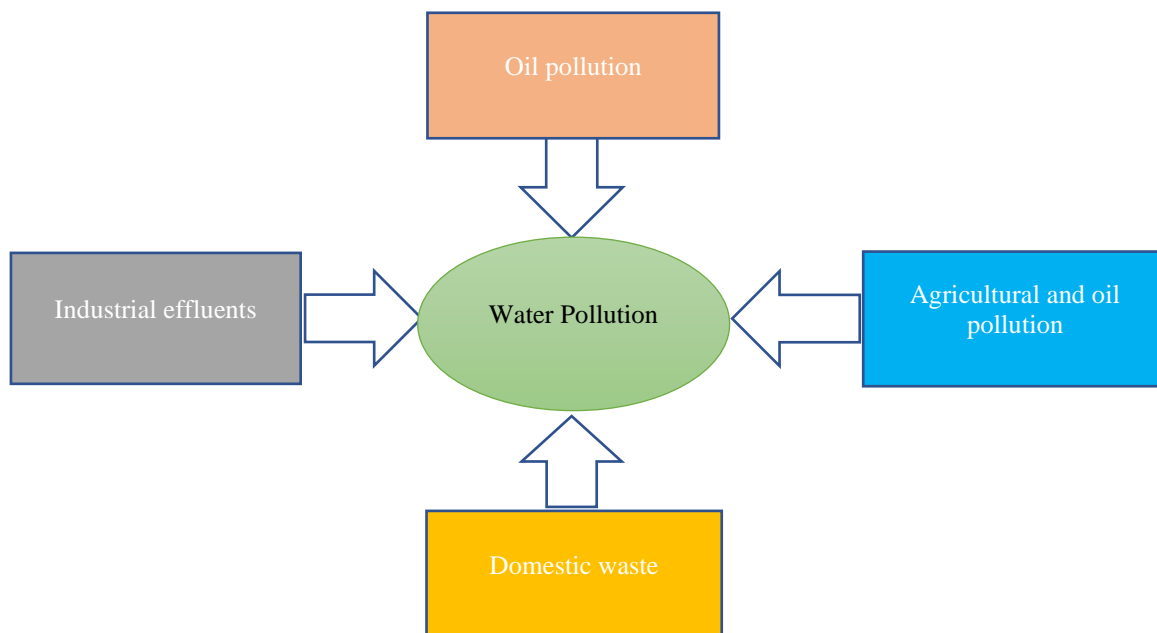 Oil pollution
Industrial effluents
Water Pollution
Agricultural and oil
pollution
Domestic waste